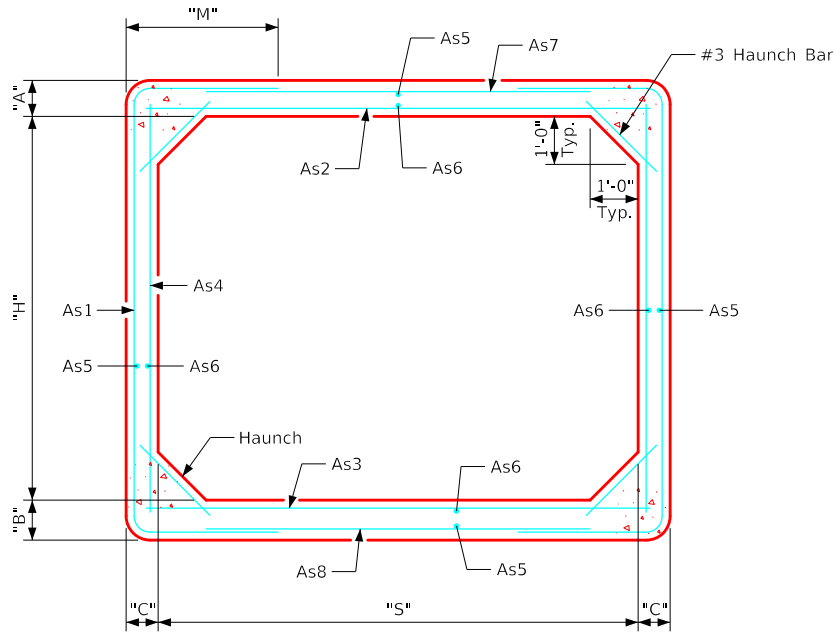 "M"
As5
As7
#3 Haunch Bar
"A"
As2
As6
1'-0"
Typ.
1'-0"
Typ.
"H"
As4
As1
As6
As5
As5
As6
Haunch
As3
As6
"B"
As8
As5
"C"
"S"
"C"